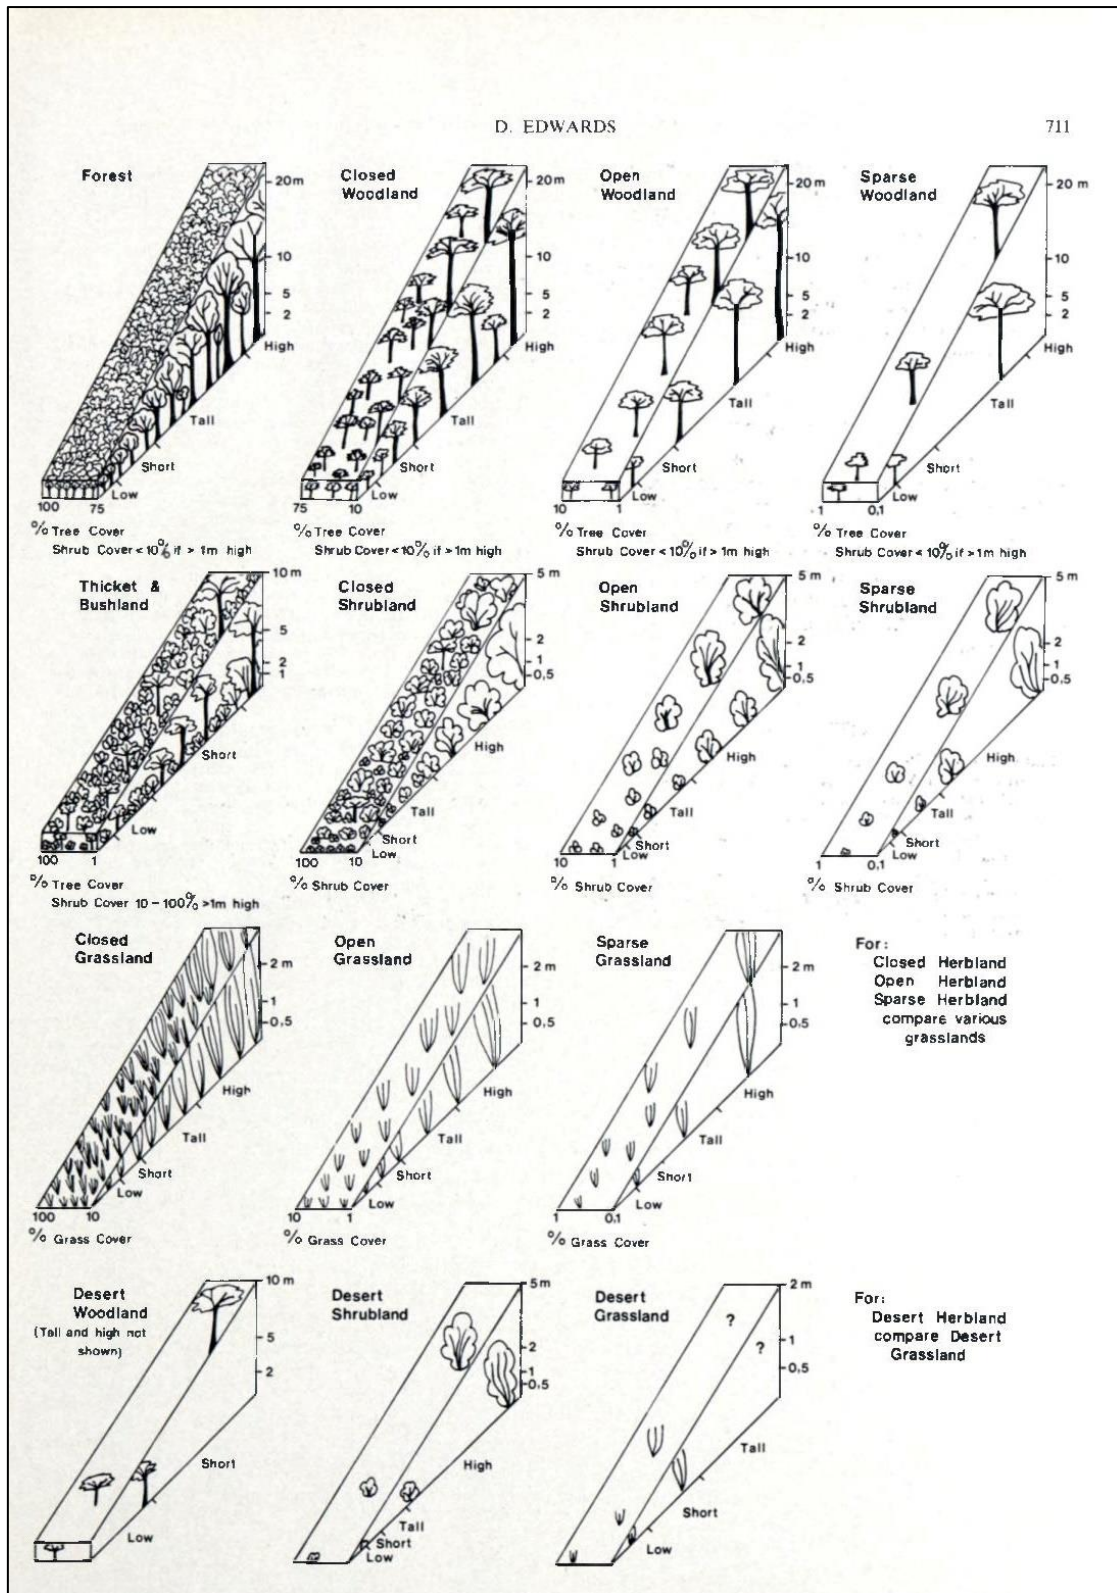 D. EDWARDS
711
Forest
20 m
10
5
2
High
Tall
Short
Low
100 75
% Tree Cover
Shrub Cover < 10% if > 1m high
Closed
Woodland
20 m
10
5
2
High
Tall
Short
Low
75 10
% Tree Cover
Shrub Cover < 10% if > 1m high
Open
Woodland
20 m
10
5
2
High
Tall
Short
Low
10 1
% Tree Cover
Shrub Cover < 10% if > 1m high
Sparse
Woodland
20 m
10
5
2
High
Tall
Short
Low
1 0,1
% Tree Cover
Shrub Cover < 10% if > 1m high
Thicket &
Bushland
10 m
5
2
1
Short
Low
100 1
% Tree Cover
Shrub Cover 10 – 100% >1m high
Closed
Shrubland
5 m
2
1
0,5
High
Tall
Short
Low
100 10
% Shrub Cover
Open
Shrubland
5 m
2
1
0,5
High
Tall
Short
Low
10 1
% Shrub Cover
Sparse
Shrubland
5 m
2
1
0,5
High
Tall
Short
Low
1 0,1
% Shrub Cover
Closed
Grassland
2 m
1
0,5
High
Tall
Short
Low
100 10
% Grass Cover
Open
Grassland
2 m
1
0,5
High
Tall
Short
Low
10 1
% Grass Cover
Sparse
Grassland
2 m
1
0,5
High
Tall
Short
Low
1 0,1
% Grass Cover
For:
Closed Herbland
Open Herbland
Sparse Herbland
compare various
grasslands
Desert
Woodland
(Tall and high not
shown)
10 m
5
2
Short
Low
Desert
Shrubland
5 m
2
1
0,5
High
Tall
Short
Low
Desert
Grassland
2 m
?
?
1
0,5
Tall
Short
Low
For:
Desert Herbland
compare Desert
Grassland